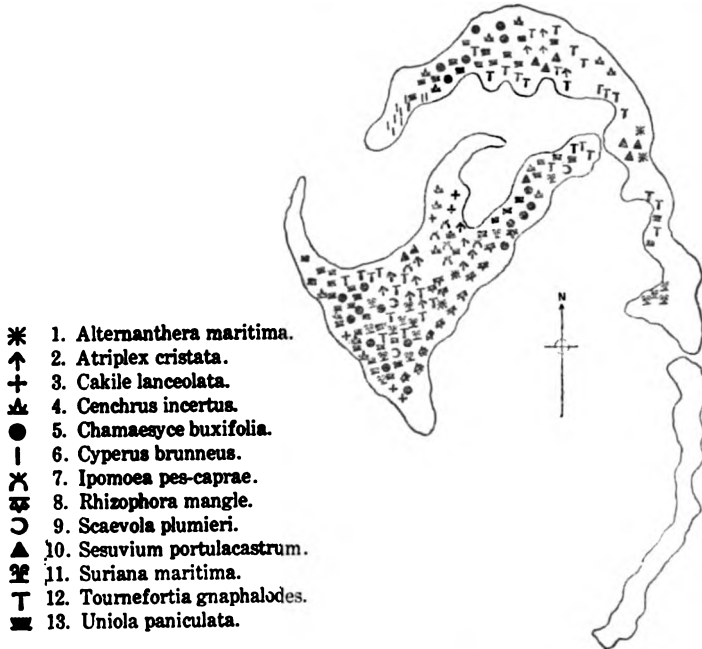 N
1. Alternanthera maritima.
2. Atriplex cristata.
3. Cakile lanceolata.
4. Cenchrus incertus.
5. Chamaesyce buxifolia.
6. Cyperus brunneus.
7. Ipomoea pes-caprae.
8. Rhizophora mangle.
9. Scaevola plumieri.
10. Sesuvium portulacastrum.
11. Suriana maritima.
12. Tournefortia gnaphalodes.
13. Uniola paniculata.